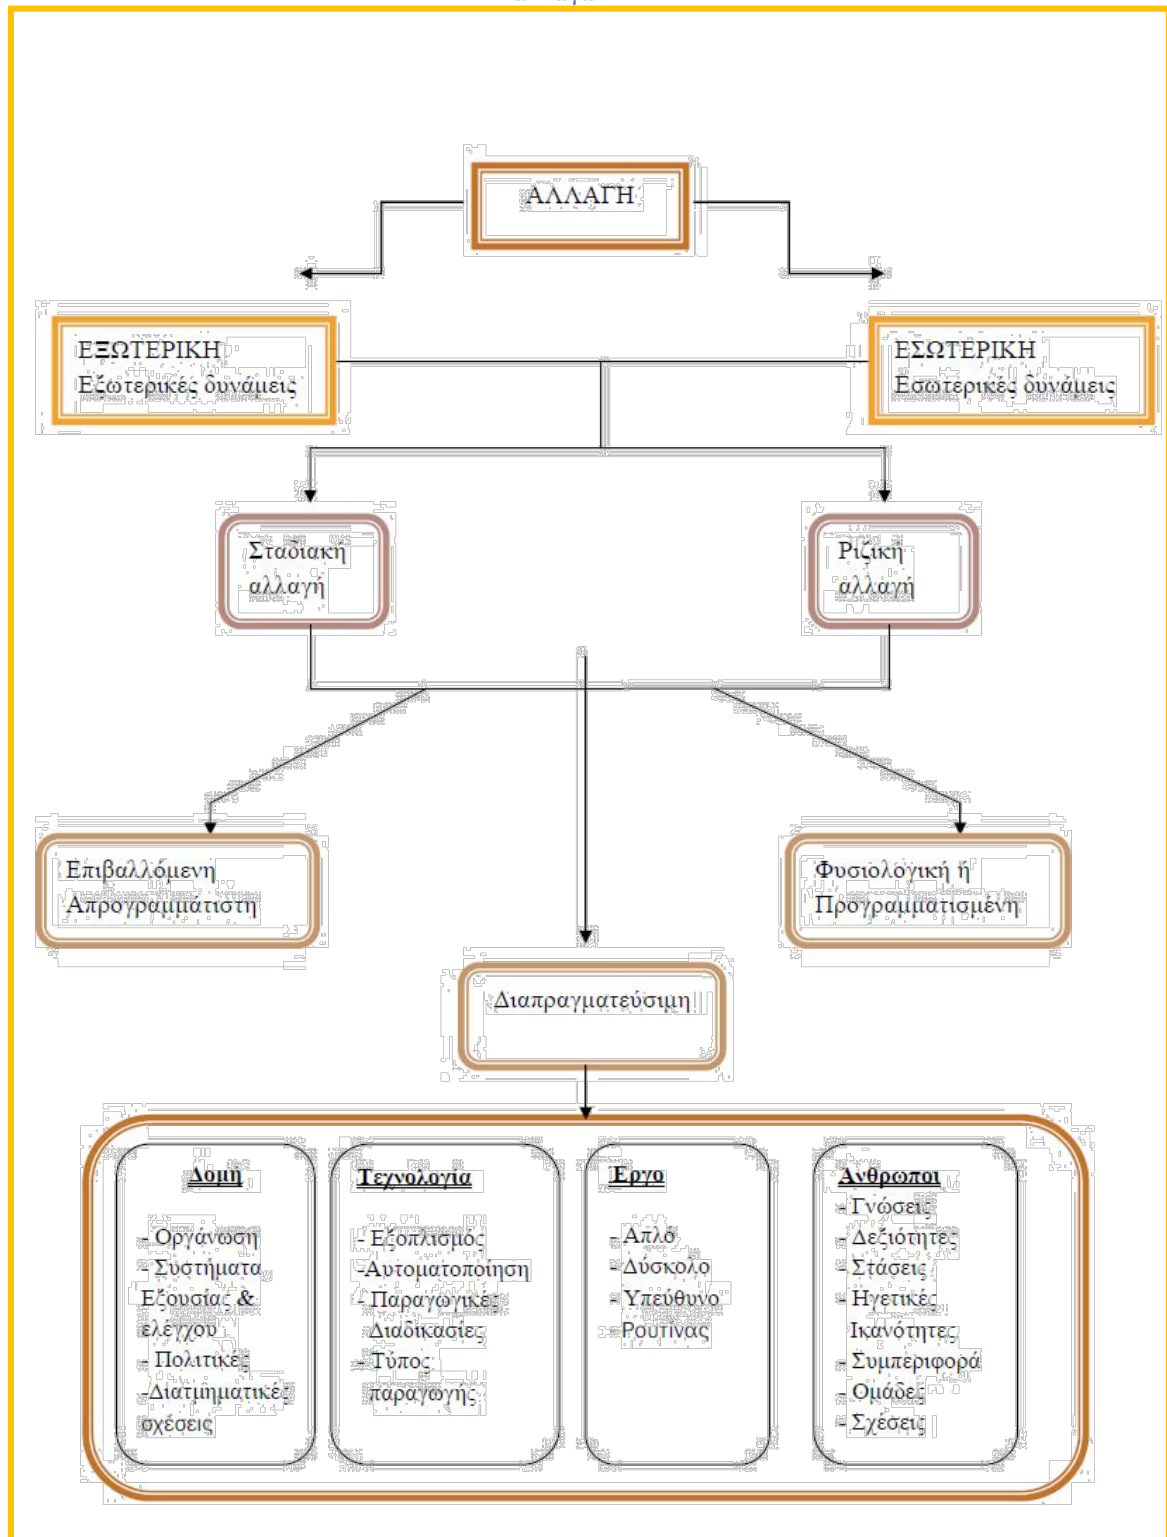 ΑΛΛΑΓΗ
ΕΞΩΤΕΡΙΚΗ
Εξωτερικές δυνάμεις
ΕΣΩΤΕΡΙΚΗ
Εσωτερικές δυνάμεις
Σταδιακή
αλλαγή
Ριζική
αλλαγή
Επιβαλλόμενη
Απρογραμμάτιστη
Φυσιολογική ή
Προγραμματισμένη
Διαπραγματεύσιμη
Δομή
- Οργάνωση
- Συστήματα
Εξουσίας &
ελέγχου
- Πολιτικές
-Διατμηματικές
σχέσεις
Τεχνολογία
- Εξοπλισμός
-Αυτοματοποίηση
- Παραγωγικές
Διαδικασίες
- Τύπος
παραγωγής
Έργο
- Απλό
- Δύσκολο
- Υπεύθυνο
- Ρουτίνας
Άνθρωποι
- Γνώσεις
- Δεξιότητες
- Στάσεις
- Ηγετικές
Ικανότητες
- Συμπεριφορά
- Ομάδες
- Σχέσεις